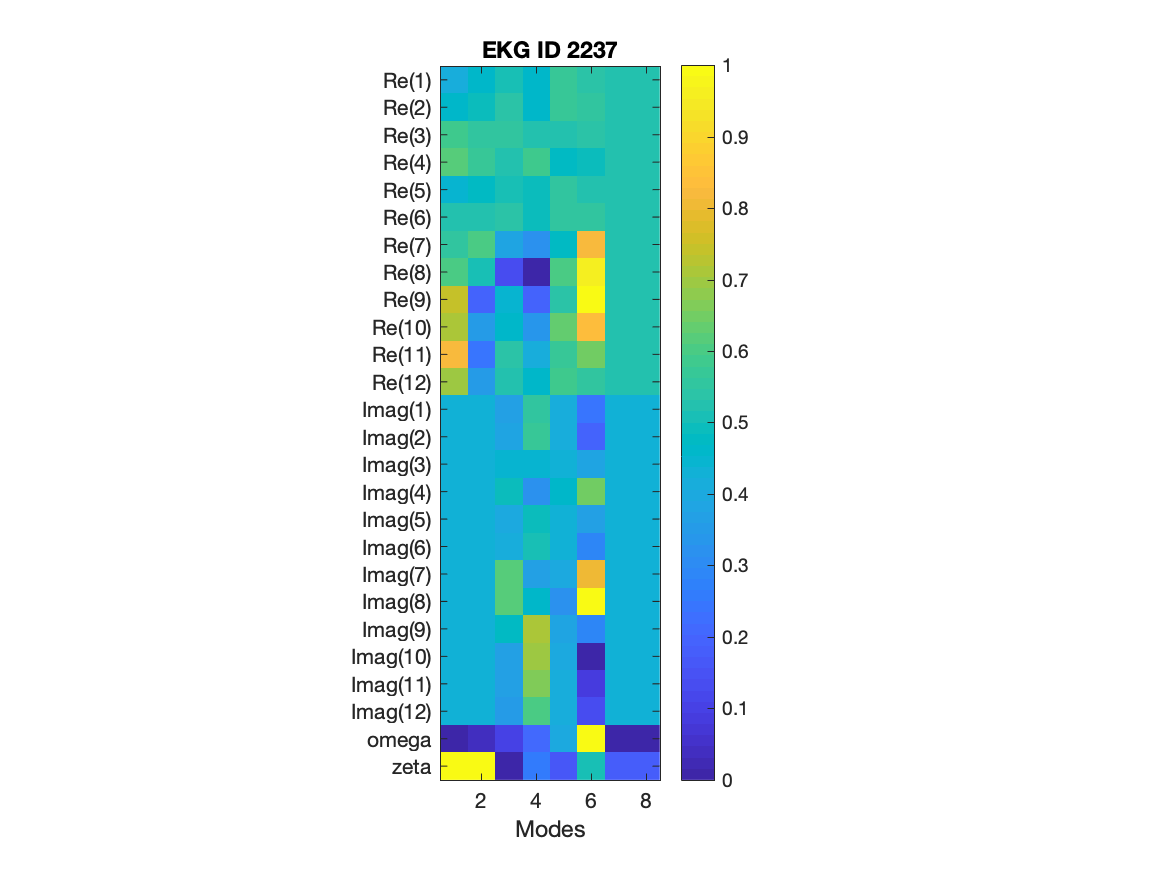 EKG ID 2237
Re(1)
Re(2)
Re(3)
Re(4)
Re(5)
Re(6)
Re(7)
Re(8)
Re(9)
Re(10)
Re(11)
Re(12)
Imag(1)
Imag(2)
Imag(3)
Imag(4)
Imag(5)
Imag(6)
Imag(7)
Imag(8)
Imag(9)
Imag(10)
Imag(11)
Imag(12)
omega
zeta
2 4 6 8
Modes
1
0.9
0.8
0.7
0.6
0.5
0.4
0.3
0.2
0.1
0